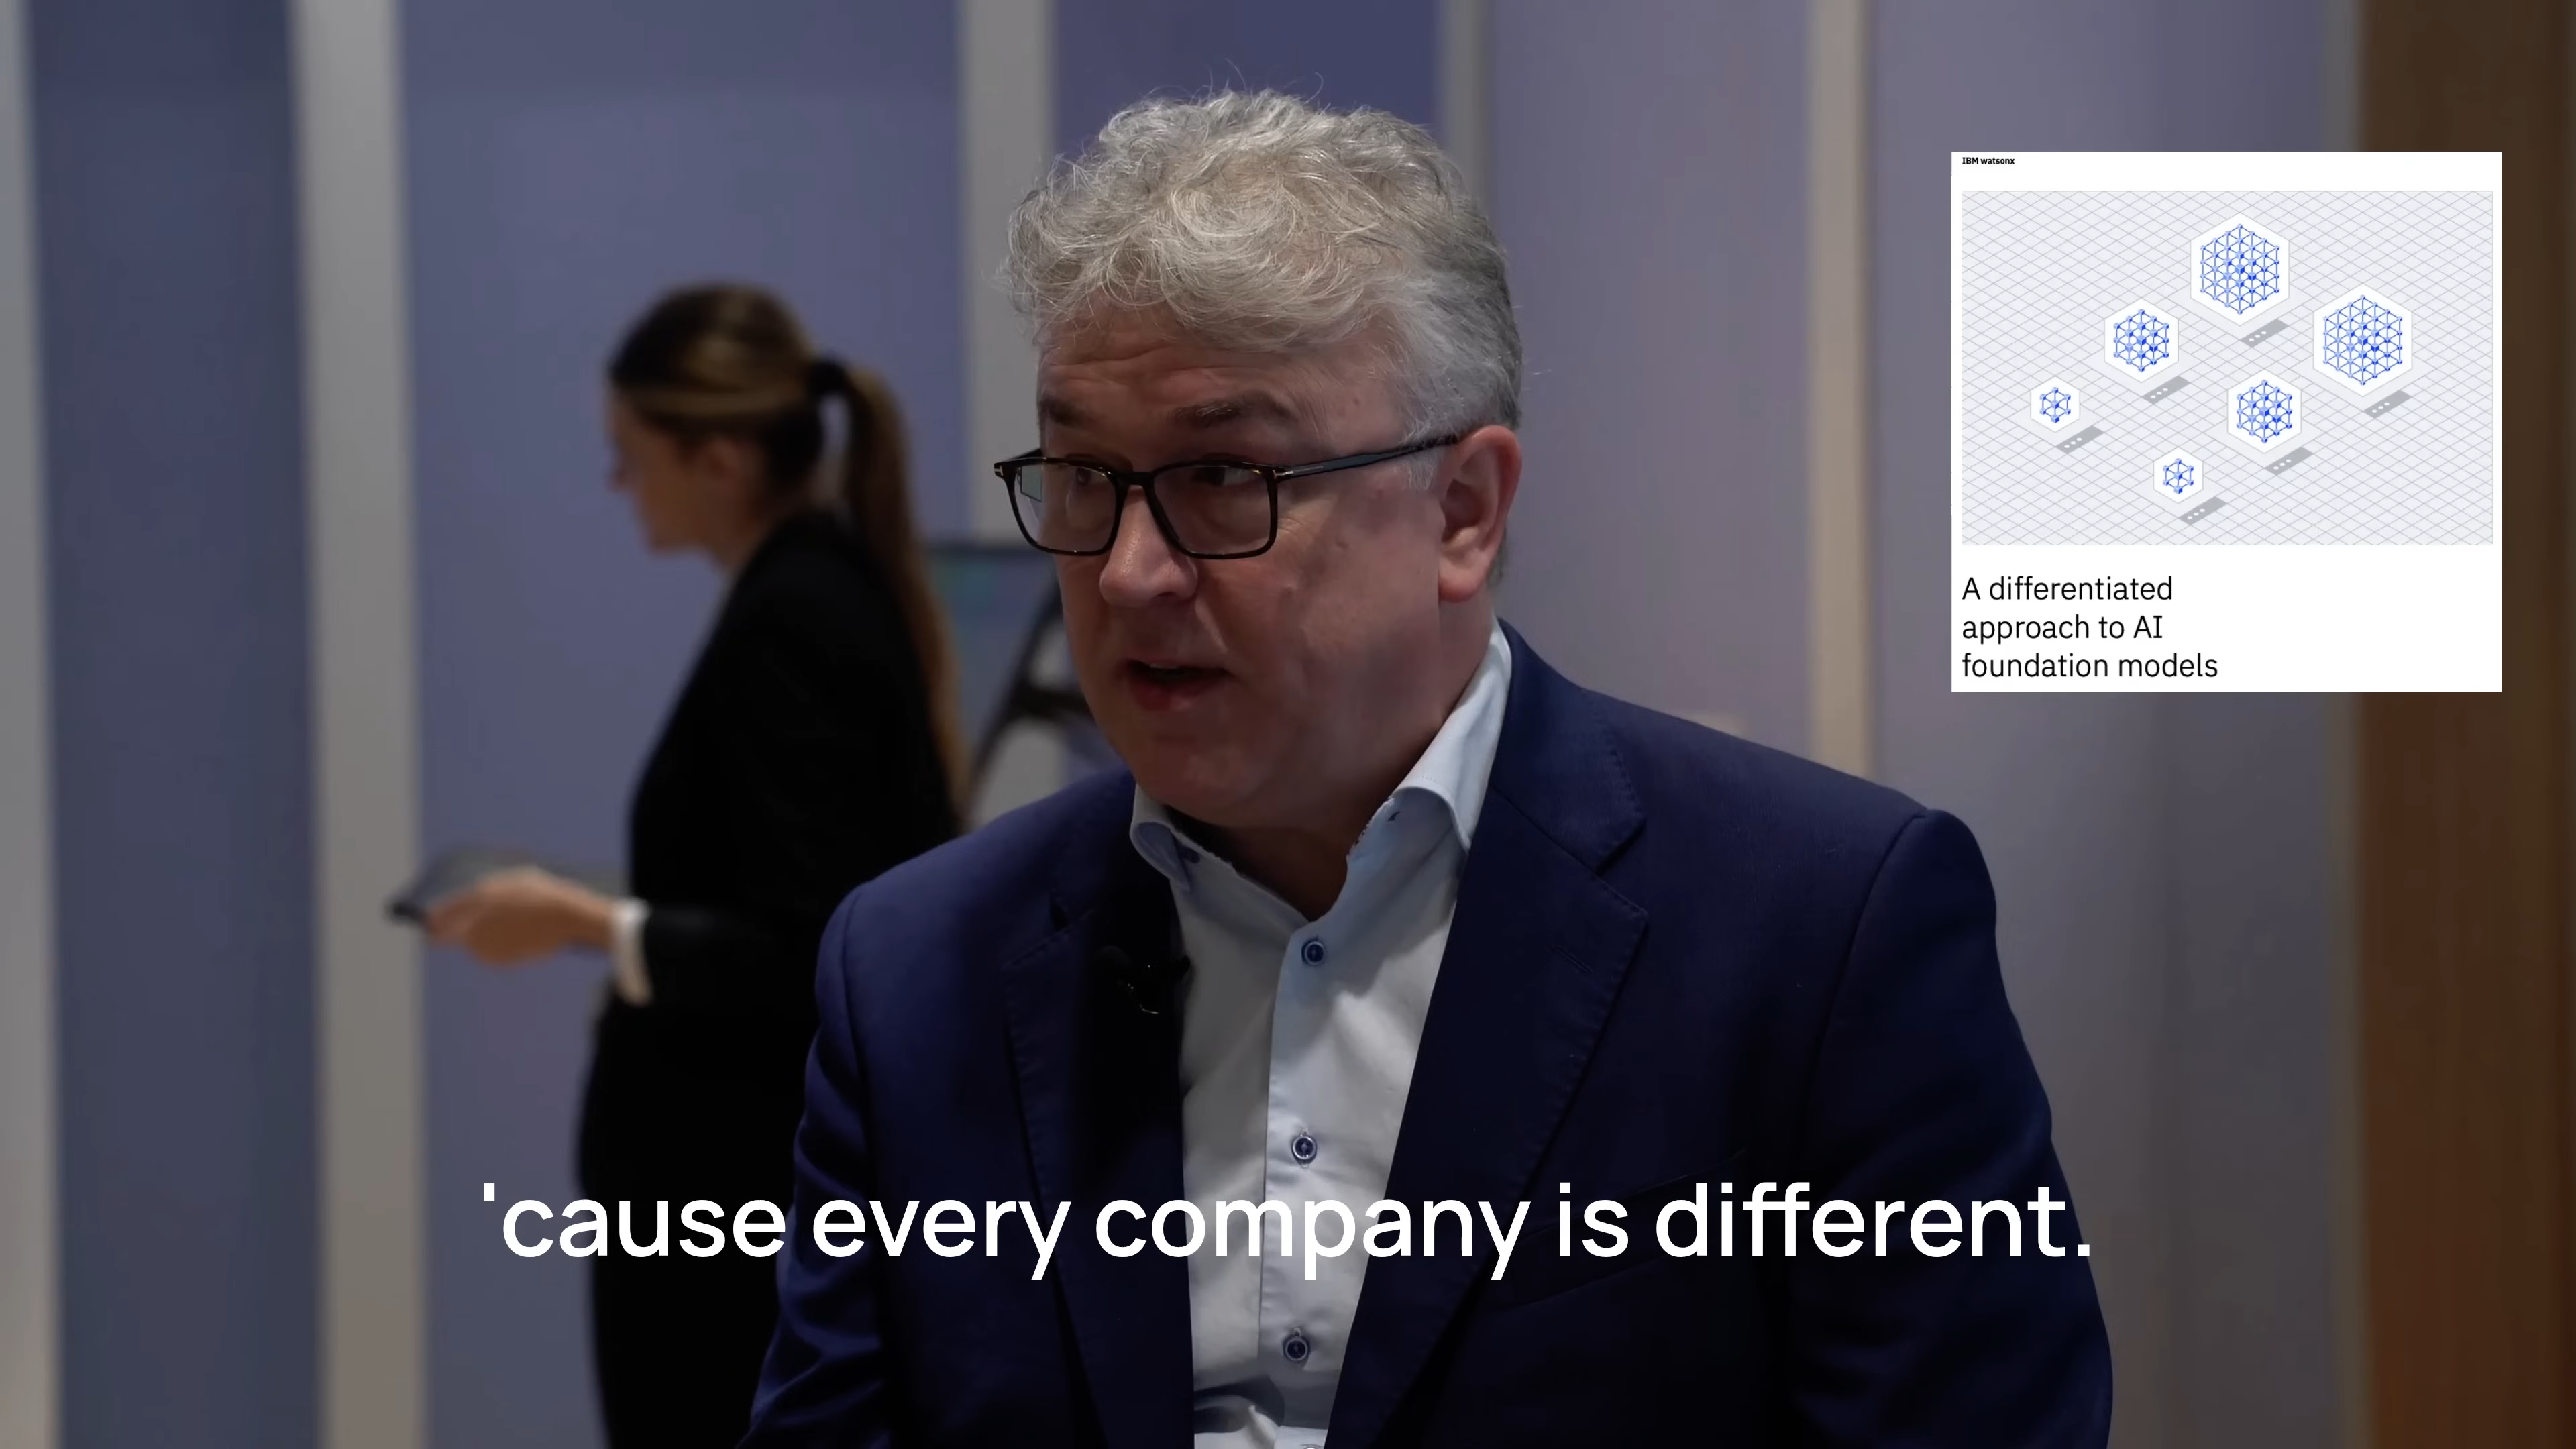 IBM watsonx
A differentiated
approach to AI
foundation models
'cause every company is different.